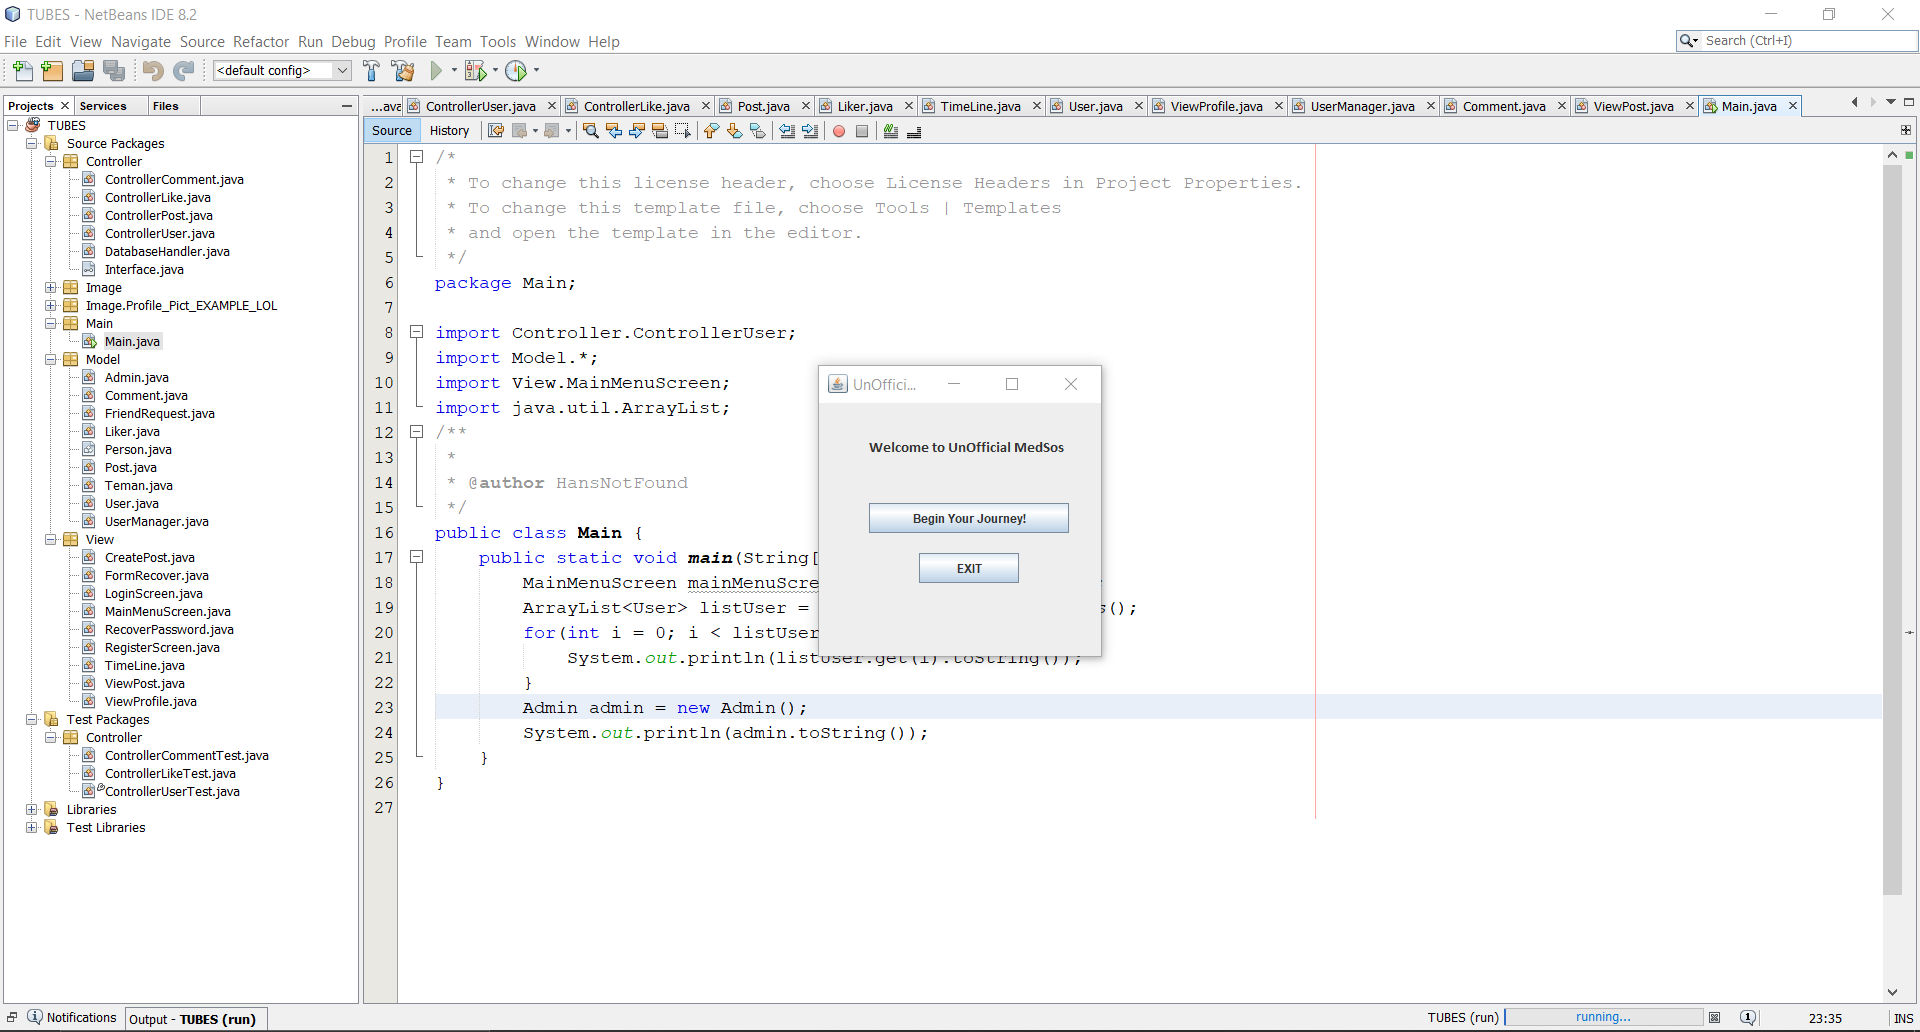 TUBES - NetBeans IDE 8.2
File Edit View Navigate Source Refactor Run Debug Profile Team Tools Window Help
Search (Ctrl+I)
<default config>
Projects Services Files
TUBES
Source Packages
Controller
ControllerComment.java
ControllerLike.java
ControllerPost.java
ControllerUser.java
DatabaseHandler.java
Interface.java
Image
Image.Profile_Pict_EXAMPLE_LOL
Main
Main.java
Model
Admin.java
Comment.java
FriendRequest.java
Liker.java
Person.java
Post.java
Teman.java
User.java
UserManager.java
View
CreatePost.java
FormRecover.java
LoginScreen.java
MainMenuScreen.java
RecoverPassword.java
RegisterScreen.java
TimeLine.java
ViewPost.java
ViewProfile.java
Test Packages
Controller
ControllerCommentTest.java
ControllerLikeTest.java
ControllerUserTest.java
Libraries
Test Libraries
...ava ControllerUser.java ControllerLike.java Post.java Liker.java TimeLine.java User.java ViewProfile.java UserManager.java Comment.java ViewPost.java Main.java
Source History
1 /*
2 * To change this license header, choose License Headers in Project Properties.
3 * To change this template file, choose Tools | Templates
4 * and open the template in the editor.
5 */
6 package Main;
7
8 import Controller.ControllerUser;
9 import Model.*;
10 import View.MainMenuScreen;
11 import java.util.ArrayList;
12 /**
13 *
14 * @author HansNotFound
15 */
16 public class Main {
17 public static void main(String[
18 MainMenuScreen mainMenuScre ;
19 ArrayList<User> listUser = s();
20 for(int i = 0; i < listUser
21 System.out.println(listUser.get(i).toString());
22 }
23 Admin admin = new Admin();
24 System.out.println(admin.toString());
25 }
26 }
27
UnOffici...
Welcome to UnOfficial MedSos
Begin Your Journey!
EXIT
Notifications Output - TUBES (run)
TUBES (run) running... 1 23:35 INS